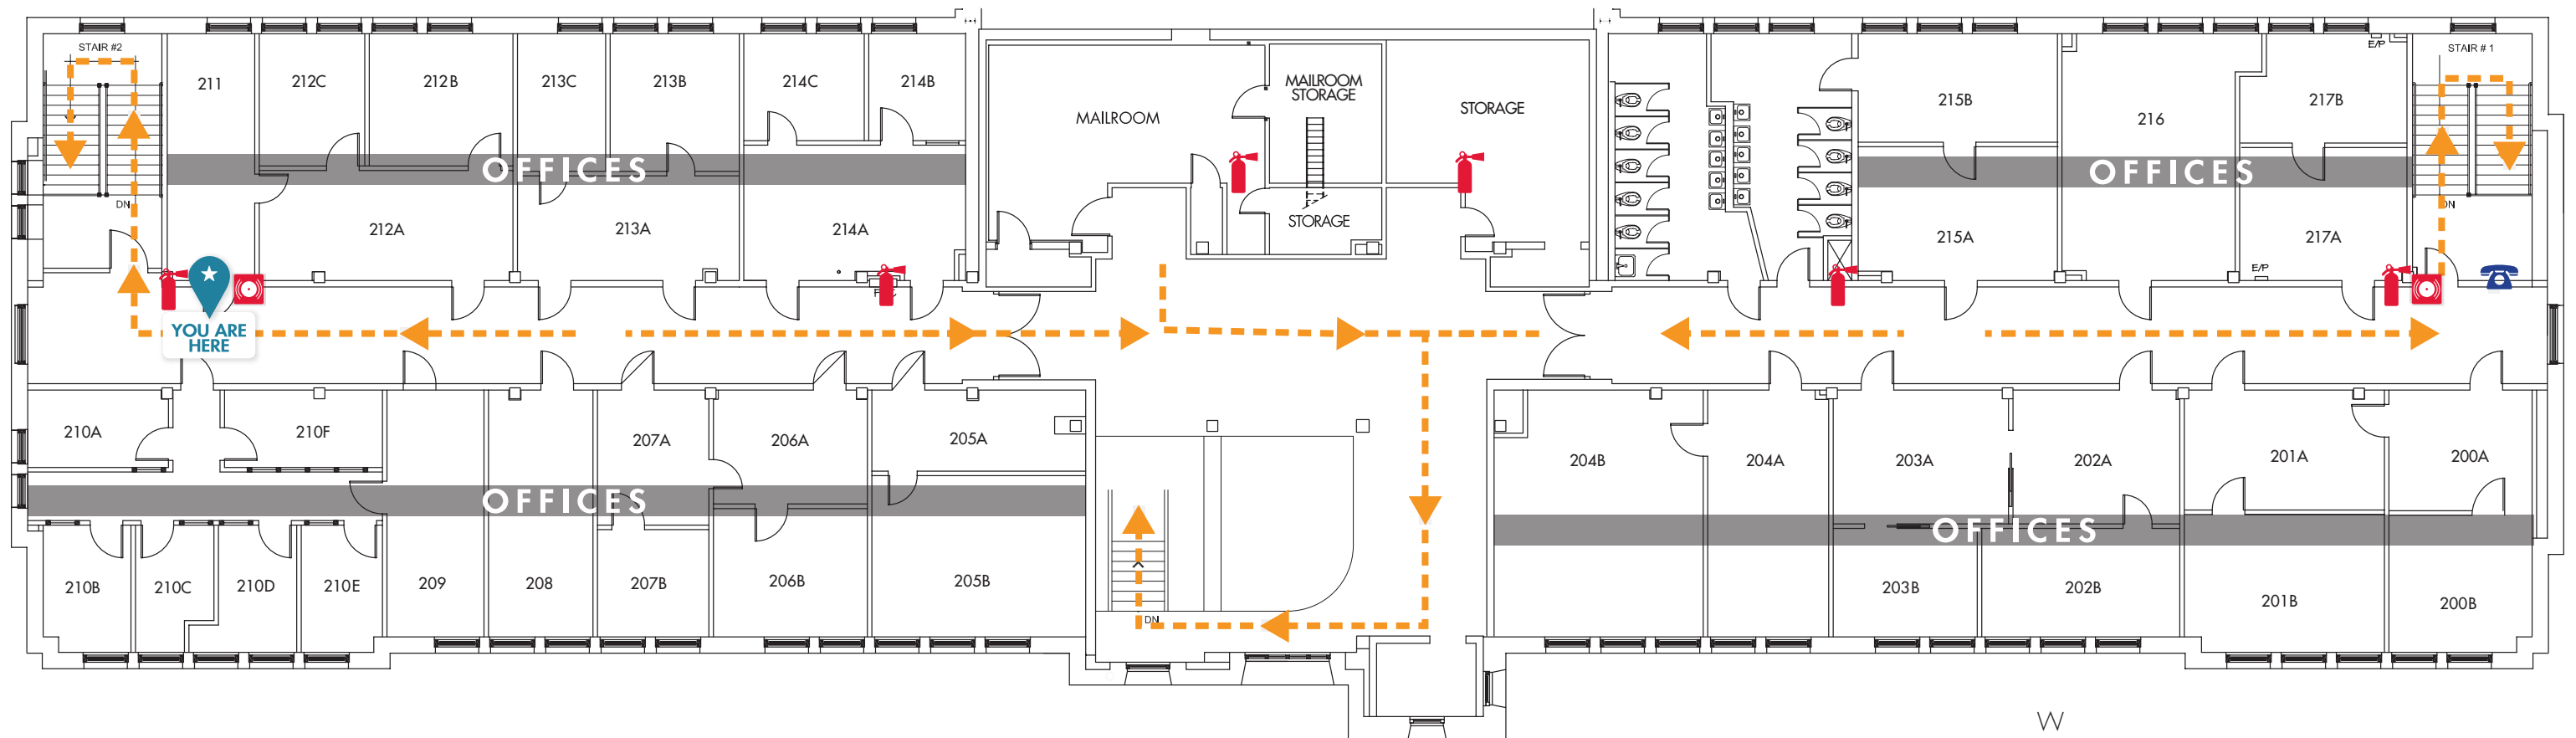 STAIR #2
211
212C
212B
213C
213B
214C
214B
MAILROOM
MAILROOM
STORAGE
STORAGE
215B
216
E/P
217B
STAIR # 1
OFFICES
OFFICES
DN
212A
213A
214A
STORAGE
215A
217A
DN
E/P
YOU ARE
HERE
210A
210F
207A
206A
205A
204B
204A
203A
202A
201A
200A
OFFICES
OFFICES
210B
210C
210D
210E
209
208
207B
206B
205B
203B
202B
201B
200B
DN
W